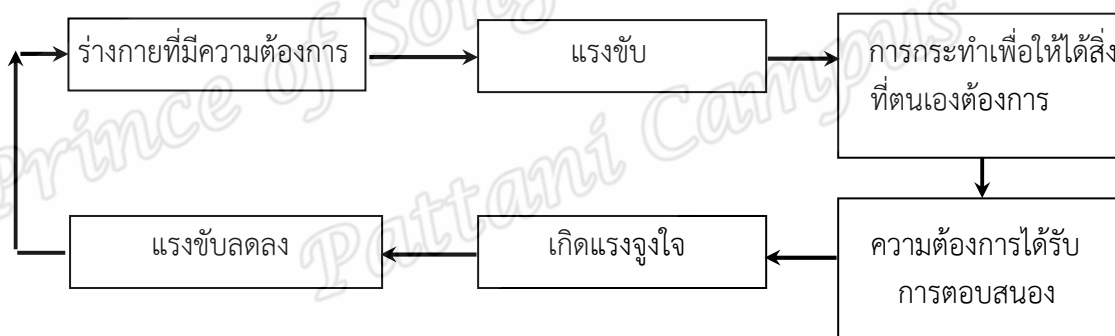 Prince of Song
Pattani Campus
ร่างกายที่มีความต้องการ
แรงขับ
การกระทำเพื่อให้ได้สิ่ง
ที่ตนเองต้องการ
ความต้องการได้รับ
การตอบสนอง
เกิดแรงจูงใจ
แรงขับลดลง